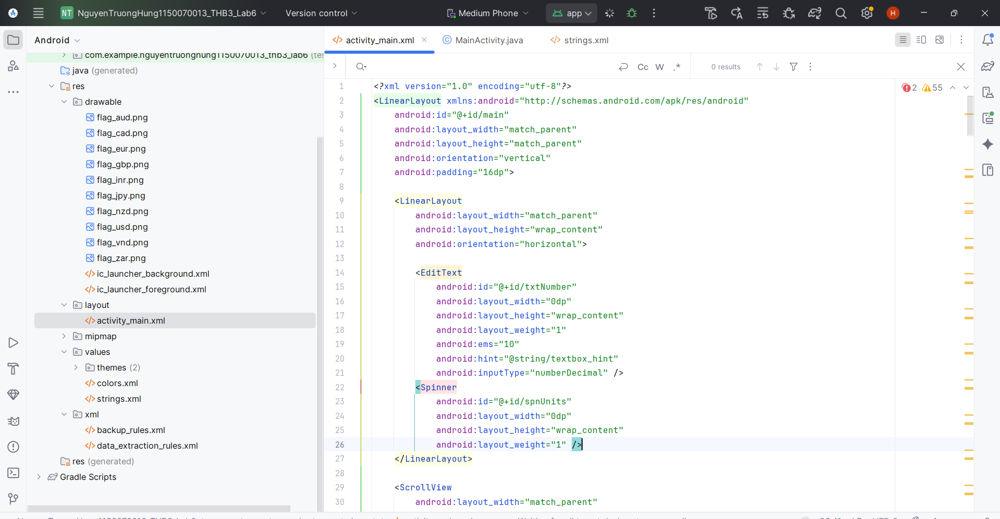 NT NguyenTruongHung1150070013_THB3_Lab6 Version control Medium Phone app H
Android
activity_main.xml MainActivity.java strings.xml
com.example.nguyentruonghung1150070013_thb3_lab6 (tes
java (generated)
res
drawable
flag_aud.png
flag_cad.png
flag_eur.png
flag_gbp.png
flag_inr.png
flag_jpy.png
flag_nzd.png
flag_usd.png
flag_vnd.png
flag_zar.png
ic_launcher_background.xml
ic_launcher_foreground.xml
layout
activity_main.xml
mipmap
values
themes (2)
colors.xml
strings.xml
xml
backup_rules.xml
data_extraction_rules.xml
res (generated)
Gradle Scripts
Cc W .* 0 results
2 55
1 <?xml version="1.0" encoding="utf-8"?>
2 <LinearLayout xmlns:android="http://schemas.android.com/apk/res/android"
3 android:id="@+id/main"
4 android:layout_width="match_parent"
5 android:layout_height="match_parent"
6 android:orientation="vertical"
7 android:padding="16dp">
8
9 <LinearLayout
10 android:layout_width="match_parent"
11 android:layout_height="wrap_content"
12 android:orientation="horizontal">
13
14 <EditText
15 android:id="@+id/txtNumber"
16 android:layout_width="0dp"
17 android:layout_height="wrap_content"
18 android:layout_weight="1"
19 android:ems="10"
20 android:hint="@string/textbox_hint"
21 android:inputType="numberDecimal" />
22 <Spinner
23 android:id="@+id/spnUnits"
24 android:layout_width="0dp"
25 android:layout_height="wrap_content"
26 android:layout_weight="1" />
27 </LinearLayout>
28
29 <ScrollView
30 android:layout_width="match_parent"